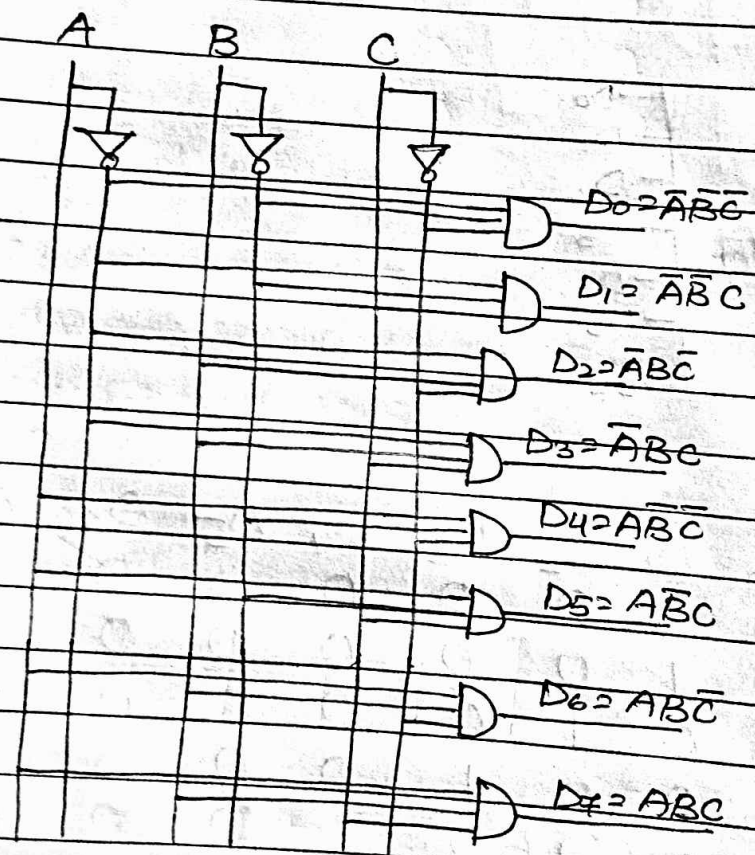 A B C
D0 = A̅B̅C̅
D1 = A̅B̅C
D2 = A̅BC̅
D3 = A̅BC
D4 = AB̅C̅
D5 = AB̅C
D6 = ABC̅
D7 = ABC